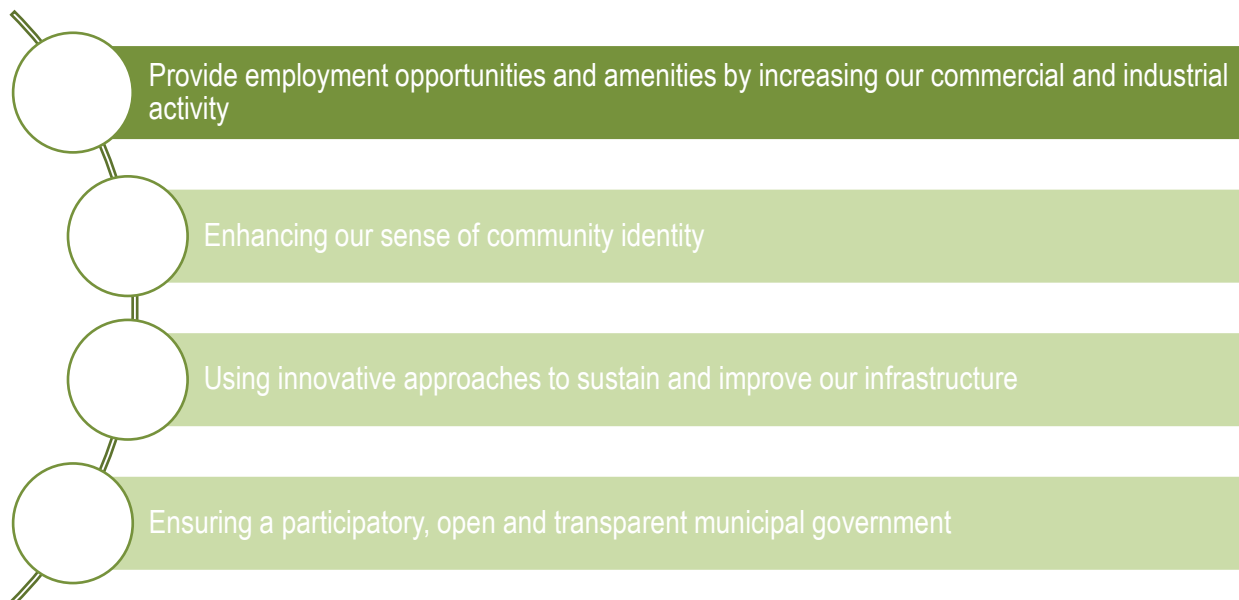 Provide employment opportunities and amenities by increasing our commercial and industrial
activity
Enhancing our sense of community identity
Using innovative approaches to sustain and improve our infrastructure
Ensuring a participatory, open and transparent municipal government